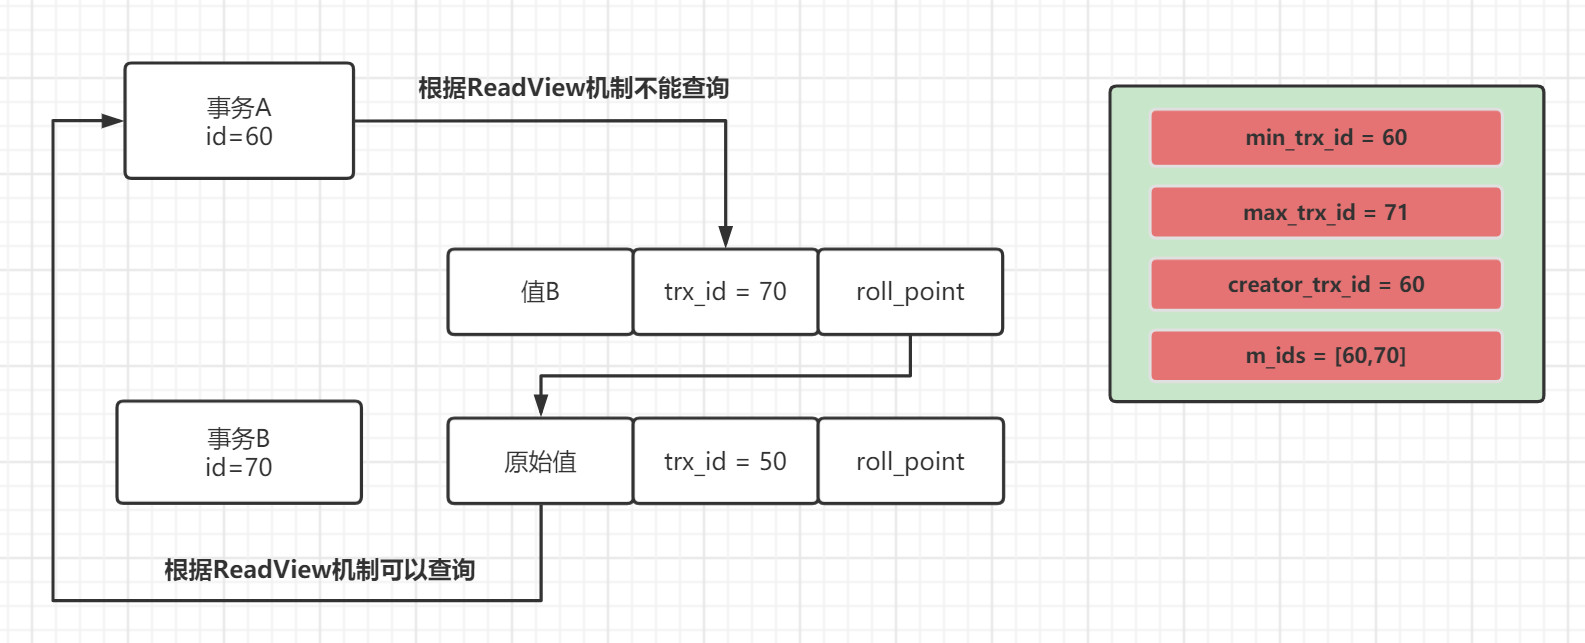 事务A
id=60
根据ReadView机制不能查询
值B
trx_id = 70
roll_point
事务B
id=70
原始值
trx_id = 50
roll_point
根据ReadView机制可以查询
min_trx_id = 60
max_trx_id = 71
creator_trx_id = 60
m_ids = [60,70]